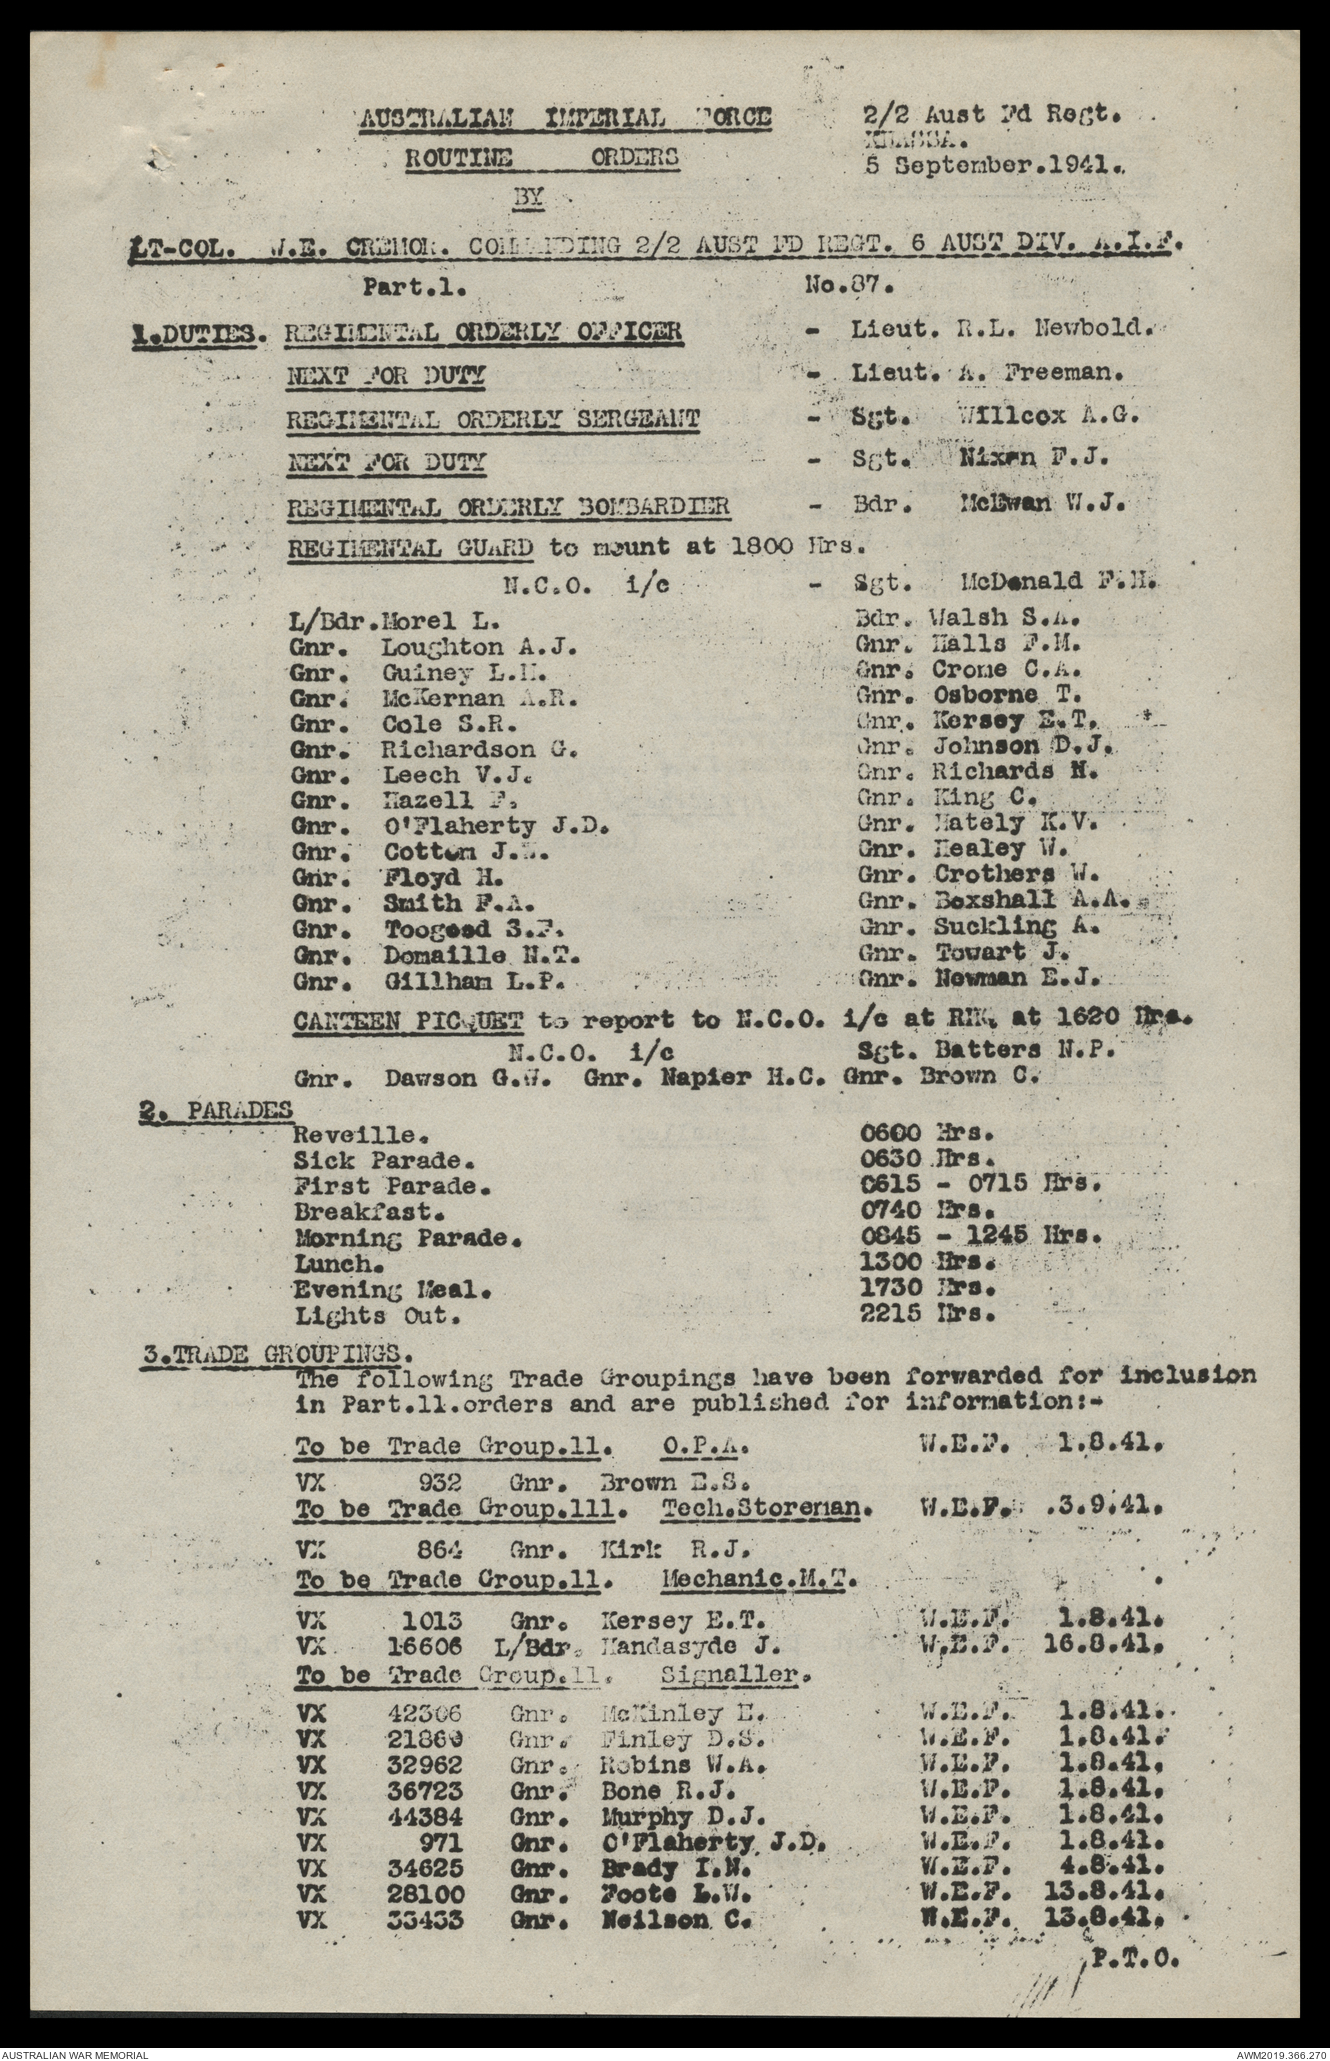 AUSTRALIAN IMPERIAL FORCE
2/2 Aust Fd Regt.
KHASSA.
ROUTINE ORDERS
5 September.1941.
BY
LT-COL. W.E. CREMOR. COMMANDING 2/2 AUST FD REGT. 6 AUST DIV. A.I.F.
Part.1. No.87.
1.DUTIES. REGIMENTAL ORDERLY OFFICER - Lieut. R.L. Newbold.
NEXT FOR DUTY - Lieut. A. Freeman.
REGIMENTAL ORDERLY SERGEANT - Sgt. Willcox A.G.
NEXT FOR DUTY - Sgt. Nixen F.J.
REGIMENTAL ORDERLY BOMBARDIER - Bdr. McEwan W.J.
REGIMENTAL GUARD to mount at 1800 Hrs.
N.C.O. i/c - Sgt. McDonald F.H.
L/Bdr.Morel L. Bdr. Walsh S.A.
Gnr. Loughton A.J. Gnr. Halls F.M.
Gnr. Guiney L.H. Gnr. Crome C.A.
Gnr. McKernan A.R. Gnr. Osborne T.
Gnr. Cole S.R. Gnr. Kersey E.T.
Gnr. Richardson G. Gnr. Johnson D.J.
Gnr. Leech V.J. Gnr. Richards N.
Gnr. Hazell F. Gnr. King C.
Gnr. O'Flaherty J.D. Gnr. Hately K.V.
Gnr. Cotton J. Gnr. Healey W.
Gnr. Floyd H. Gnr. Crothers W.
Gnr. Smith F.A. Gnr. Boxshall A.A.
Gnr. Toogood S.F. Gnr. Suckling A.
Gnr. Domaille N.T. Gnr. Towart J.
Gnr. Gillham L.P. Gnr. Newman E.J.
CANTEEN PICQUET to report to N.C.O. i/c at RHQ at 1620 Hrs.
N.C.O. i/c Sgt. Batters N.P.
Gnr. Dawson G.W. Gnr. Napier H.C. Gnr. Brown C.
2. PARADES
Reveille. 0600 Hrs.
Sick Parade. 0630 Hrs.
First Parade. 0615 - 0715 Hrs.
Breakfast. 0740 Hrs.
Morning Parade. 0845 - 1245 Hrs.
Lunch. 1300 Hrs.
Evening Meal. 1730 Hrs.
Lights Out. 2215 Hrs.
3.TRADE GROUPINGS.
The following Trade Groupings have been forwarded for inclusion
in Part.11.orders and are published for information:-
To be Trade Group.11. O.P.A. W.E.F. 1.8.41.
VX 932 Gnr. Brown E.S.
To be Trade Group.111. Tech.Storeman. W.E.F. 3.9.41.
VX 864 Gnr. Kirk R.J.
To be Trade Group.11. Mechanic.M.T.
VX 1013 Gnr. Kersey E.T. W.E.F. 1.8.41.
VX 16606 L/Bdr. Handasyde J. W.E.F. 16.8.41.
To be Trade Group.11. Signaller.
VX 42306 Gnr. McKinley E. W.E.F. 1.8.41.
VX 21860 Gnr. Finley D.S. W.E.F. 1.8.41.
VX 32962 Gnr. Robins W.A. W.E.F. 1.8.41.
VX 36723 Gnr. Bone R.J. W.E.F. 1.8.41.
VX 44384 Gnr. Murphy D.J. W.E.F. 1.8.41.
VX 971 Gnr. O'Flaherty J.D. W.E.F. 1.8.41.
VX 34625 Gnr. Brady I.N. W.E.F. 4.8.41.
VX 28100 Gnr. Foote L.W. W.E.F. 13.8.41.
VX 33433 Gnr. Neilson C. W.E.F. 13.8.41.
P.T.O.
AUSTRALIAN WAR MEMORIAL AWM2019.366.270